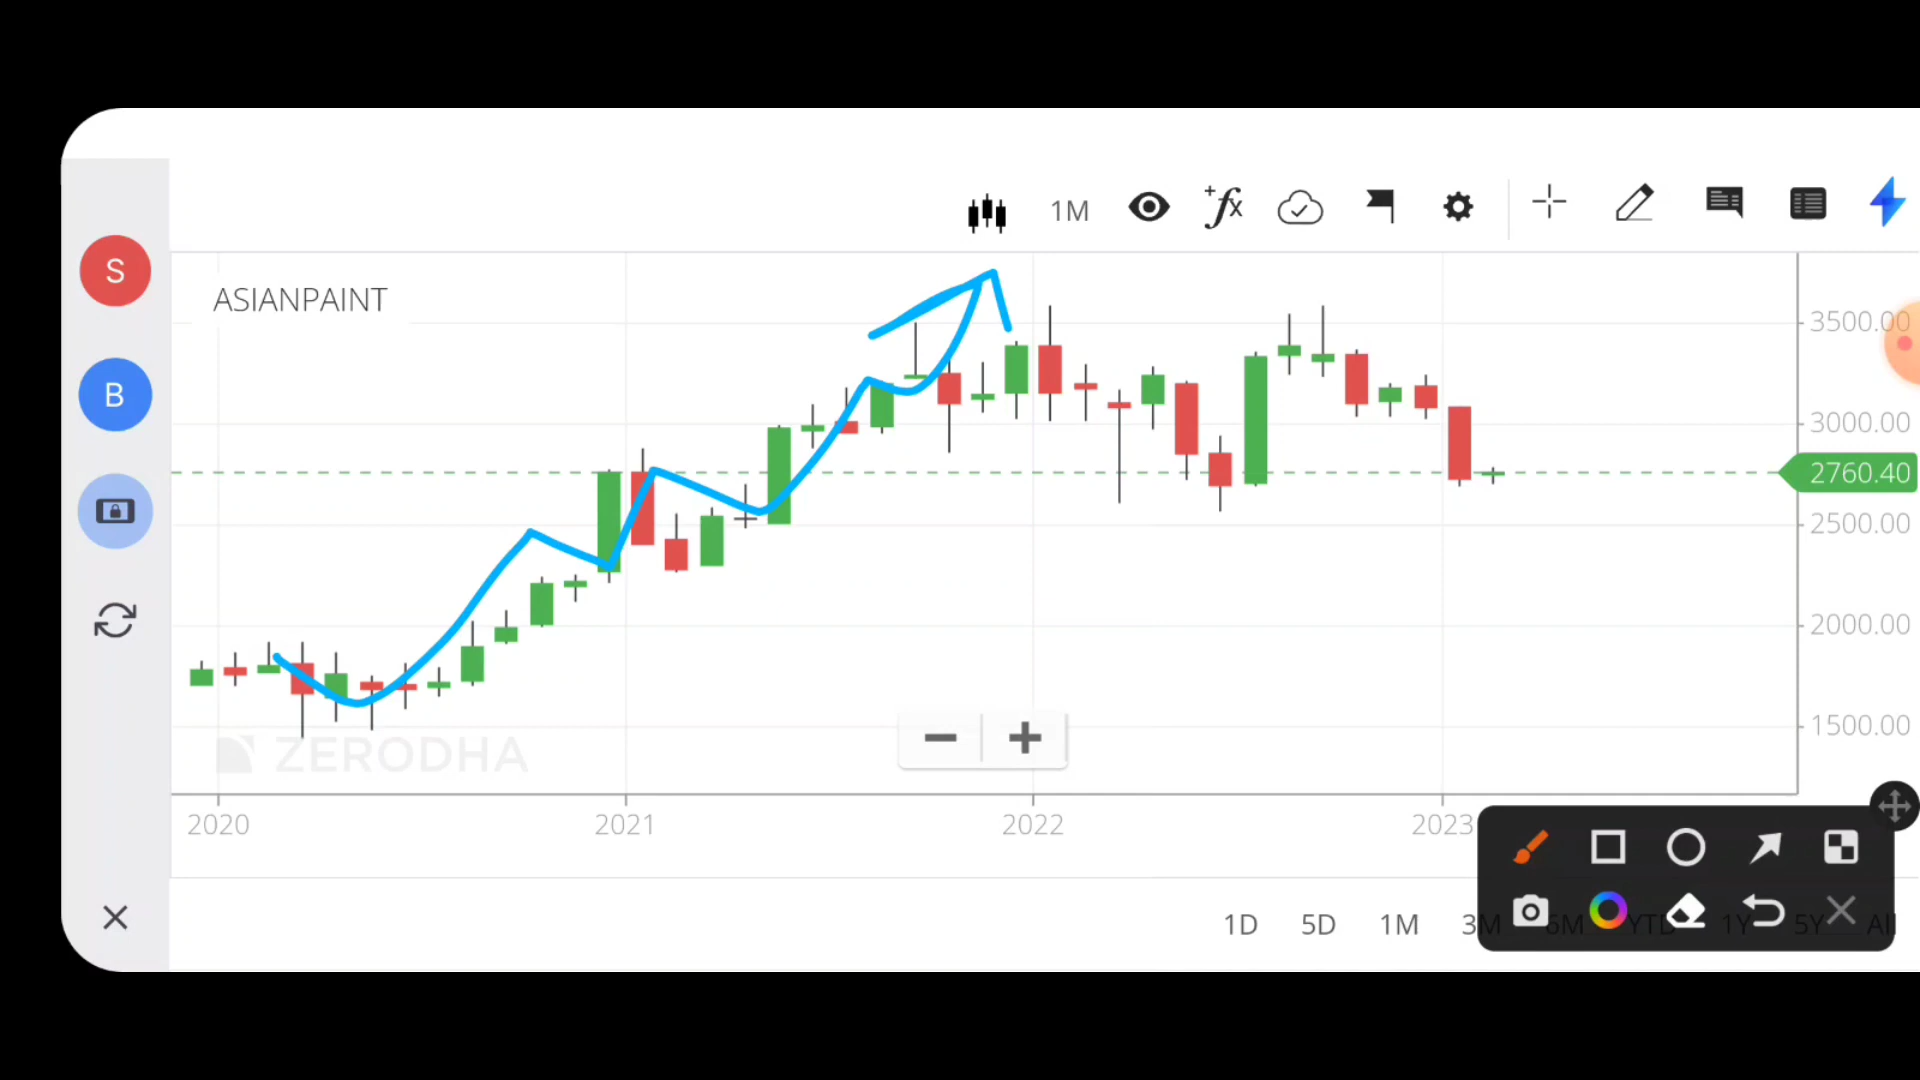 1M
fx
S
ASIANPAINT
3500.00
B
3000.00
2760.40
2500.00
2000.00
1500.00
ZERODHA
2020 2021 2022 2023
1D 5D 1M 3M 6M YTD 1Y 5Y All